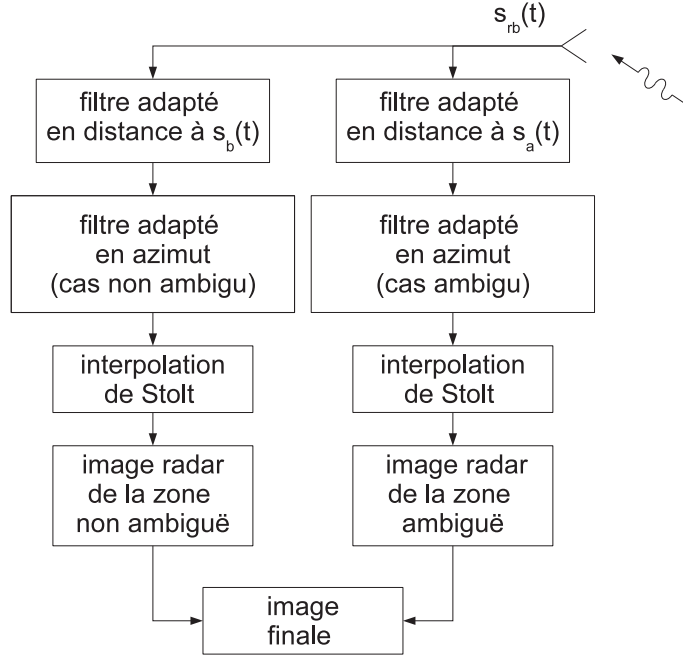 s_rb(t)
filtre adapté
en distance à s_b(t)
filtre adapté
en distance à s_a(t)
filtre adapté
en azimut
(cas non ambigu)
filtre adapté
en azimut
(cas ambigu)
interpolation
de Stolt
interpolation
de Stolt
image radar
de la zone
non ambiguë
image radar
de la zone
ambiguë
image
finale